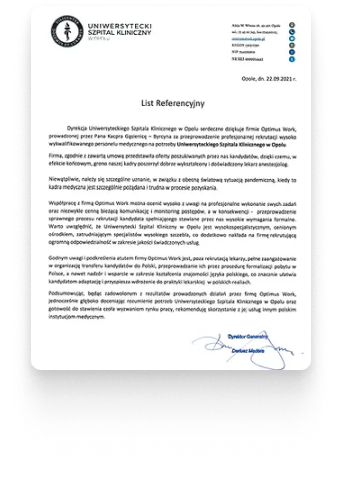 UNIWERSYTECKI
SZPITAL KLINICZNY
W OPOLU
Opole, dn. 22.09.2021 r.
List Referencyjny
Dyrekcja Uniwersyteckiego Szpitala Klinicznego w Opolu serdecznie dziękuje firmie Optimus Work,
prowadzonej przez Pana Kacpra za przeprowadzenie profesjonalnej rekrutacji wysoko
wykwalifikowanego personelu medycznego na potrzeby Uniwersyteckiego Szpitala Klinicznego w Opolu.
Firma, zgodnie z zawartą umową przedstawiła oferty poszukiwanych przez nas kandydatów, dzięki czemu, w
efekcie końcowym, grono naszej kadry poszerzył dobrze wykształcony i doświadczony lekarz anestezjolog.
Niewątpliwie, należy się szczególne uznanie, w związku z obecną światową sytuacją pandemiczną, kiedy to
kadra medyczna jest szczególnie pożądana i trudna w procesie pozyskania.
Współpracę z firmą Optimus Work można ocenić wysoko z uwagi na profesjonalne wykonanie swych zadań
oraz niezwykle cenną bieżącą komunikację i monitoring postępów, a w konsekwencji - przeprowadzenie
sprawnego procesu rekrutacji kandydata spełniającego stawiane przez nas wysokie wymagania formalne.
Warto uwzględnić, że Uniwersytecki Szpital Kliniczny w Opolu jest wysokospecjalistycznym, cenionym
ośrodkiem, zatrudniającym specjalistów wysokiego szczebla, co dodatkowo nakłada na firmę rekrutującą
ogromną odpowiedzialność w zakresie jakości świadczonych usług.
Godnym uwagi i podkreślenia atutem firmy Optimus Work jest, poza rekrutacją lekarzy, pełne zaangażowanie
w organizację transferu kandydatów do Polski, przeprowadzanie ich przez procedurę formalizacji pobytu w
Polsce, a nawet nadzór i wsparcie w zakresie kształcenia znajomości języka polskiego, co znacznie ułatwia
kandydatom adaptację i przyspiesza wdrożenie do praktyki lekarskiej w polskich realiach.
Podsumowując, będąc zadowolonym z rezultatów prowadzonych działań przez firmę Optimus Work,
jednocześnie głęboko doceniając rozumienie potrzeb Uniwersyteckiego Szpitala Klinicznego w Opolu oraz
gotowość do stawienia czoła wyzwaniom rynku pracy, rekomenduję skorzystanie z jej usług innym polskim
instytucjom medycznym.
Dyrektor Generalny
Dariusz Madera